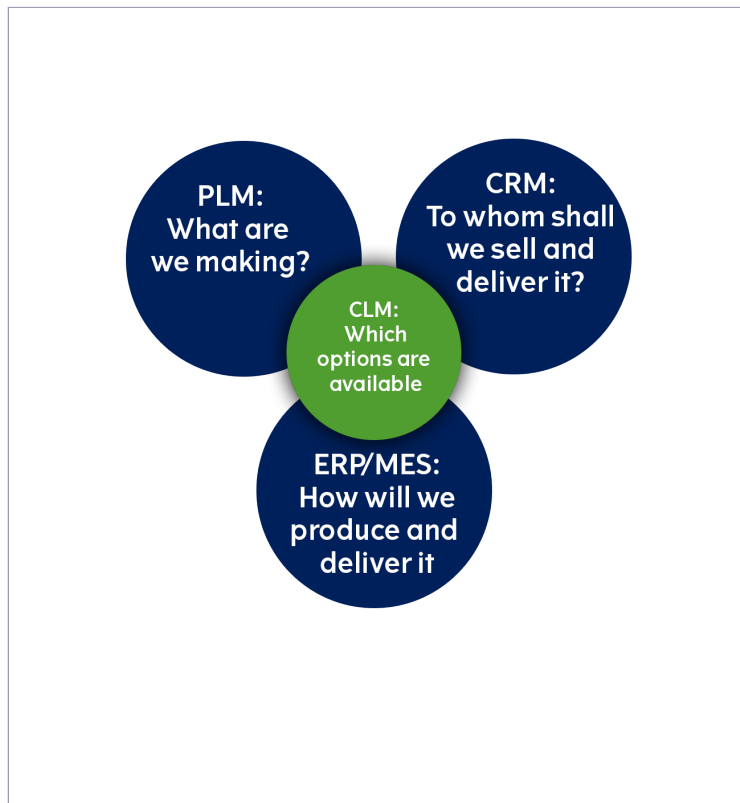 PLM:
What are
we making?
CRM:
To whom shall
we sell and
deliver it?
CLM:
Which
options are
available
ERP/MES:
How will we
produce and
deliver it